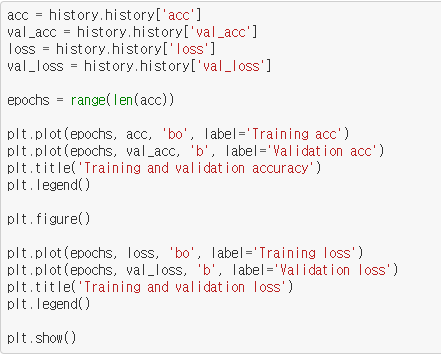 acc = history.history['acc']
val_acc = history.history['val_acc']
loss = history.history['loss']
val_loss = history.history['val_loss']
epochs = range(len(acc))
plt.plot(epochs, acc, 'bo', label='Training acc')
plt.plot(epochs, val_acc, 'b', label='Validation acc')
plt.title('Training and validation accuracy')
plt.legend()
plt.figure()
plt.plot(epochs, loss, 'bo', label='Training loss')
plt.plot(epochs, val_loss, 'b', label='Validation loss')
plt.title('Training and validation loss')
plt.legend()
plt.show()